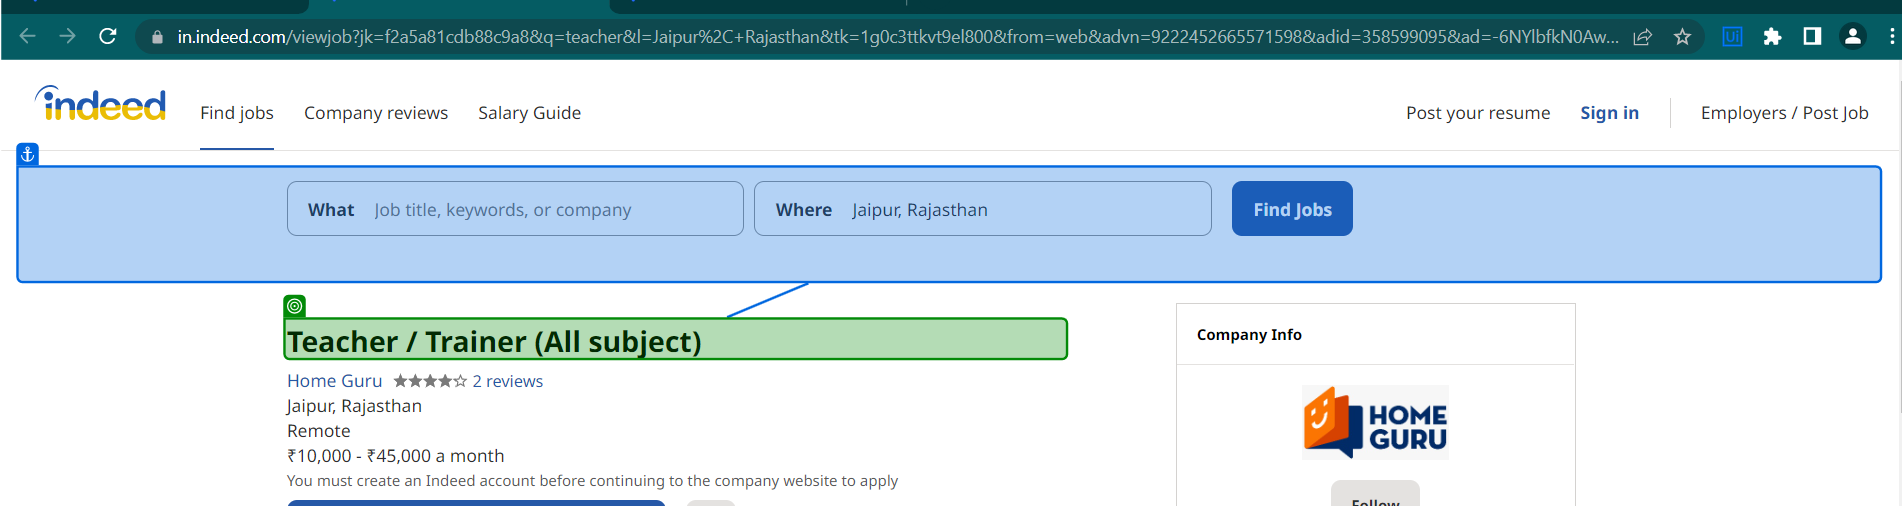 in.indeed.com/viewjob?jk=f2a5a81cdb88c9a8&q=teacher&l=Jaipur%2C+Rajasthan&tk=1g0c3ttkvt9el800&from=web&advn=9222452665571598&adid=358599095&ad=-6NYlbfkN0Aw...
Ui
indeed
Find jobs Company reviews Salary Guide Post your resume Sign in Employers / Post Job
What Job title, keywords, or company Where Jaipur, Rajasthan Find Jobs
Teacher / Trainer (All subject)
Home Guru 2 reviews
Jaipur, Rajasthan
Remote
₹10,000 - ₹45,000 a month
You must create an Indeed account before continuing to the company website to apply
Company Info
HOME
GURU
Follow